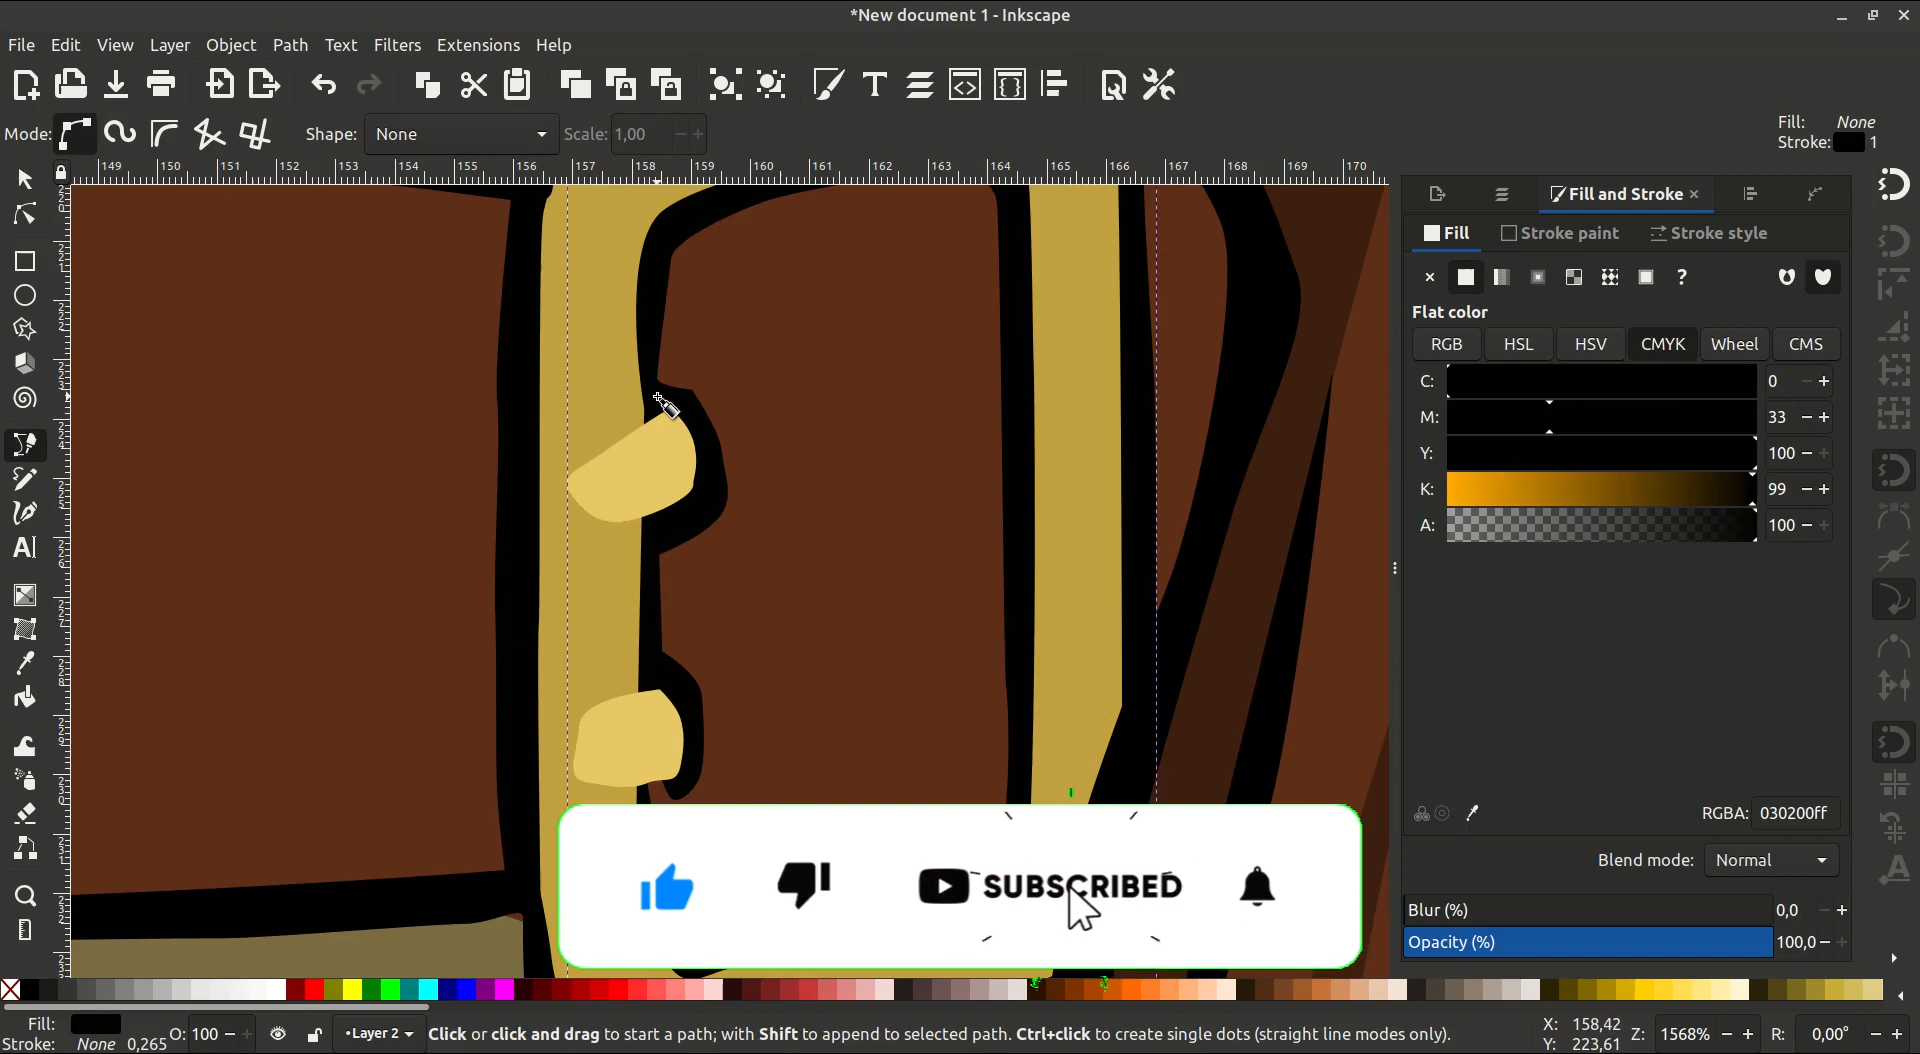 *New document 1 - Inkscape
File Edit View Layer Object Path Text Filters Extensions Help
Mode: Shape: None Scale: 1,00
Fill: None
Stroke: 1
149 150 151 152 153 154 155 156 157 158 159 160 161 162 163 164 165 166 167 168 169 170
Fill and Stroke ×
Fill Stroke paint Stroke style
Flat color
RGB HSL HSV CMYK Wheel CMS
C: 0
M: 33
Y: 100
K: 99
A: 100
RGBA: 030200ff
Blend mode: Normal
SUBSCRIBED
Blur (%) 0,0
Opacity (%) 100,0
Fill: O: 100 •Layer 2 Click or click and drag to start a path; with Shift to append to selected path. Ctrl+click to create single dots (straight line modes only). X: 158,42 Z: 1568% R: 0,00°
Stroke: None 0,265 Y: 223,61